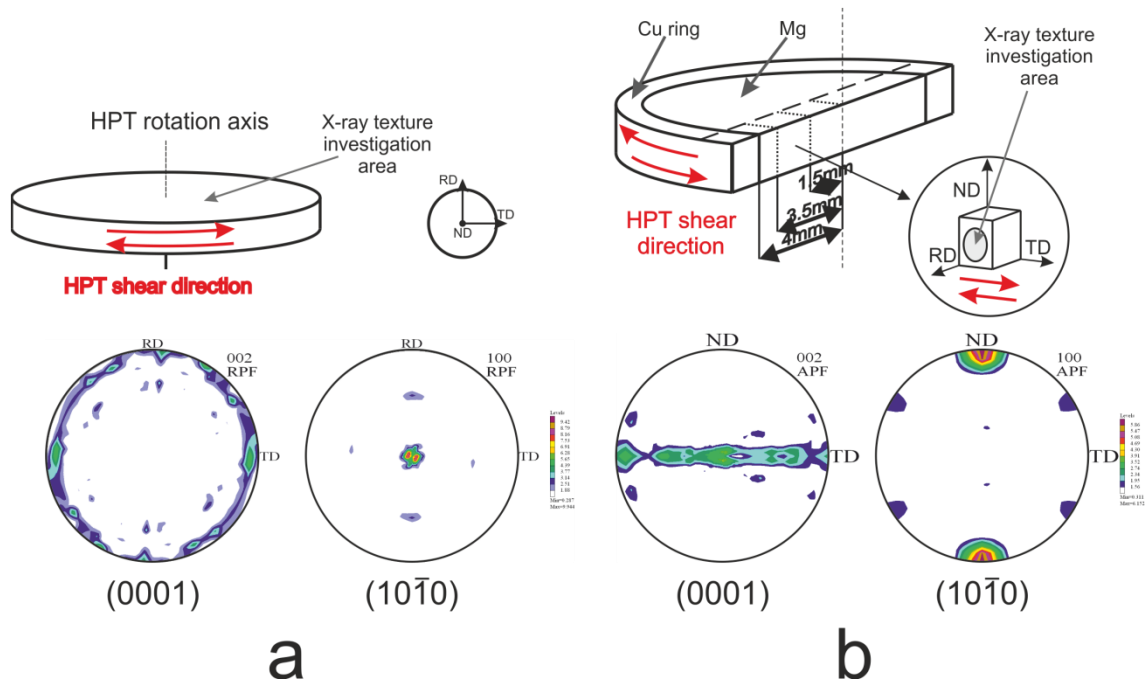 HPT rotation axis
X-ray texture
investigation
area
RD
TD
ND
HPT shear direction
Cu ring
Mg
X-ray texture
investigation
area
1.5mm
3.5mm
4mm
HPT shear
direction
ND
RD
TD
RD
002
RPF
TD
(0001)
RD
100
RPF
TD
(101̅0)
Levels
ND
002
APF
TD
(0001)
ND
100
APF
TD
(101̅0)
Levels
a
b